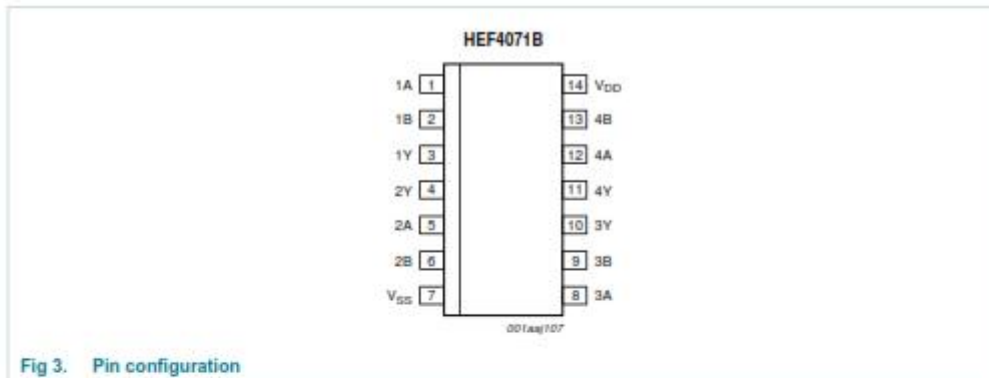 HEF4071B
1A 1 14 VDD
1B 2 13 4B
1Y 3 12 4A
2Y 4 11 4Y
2A 5 10 3Y
2B 6 9 3B
VSS 7 8 3A
001aaj107
Fig 3. Pin configuration